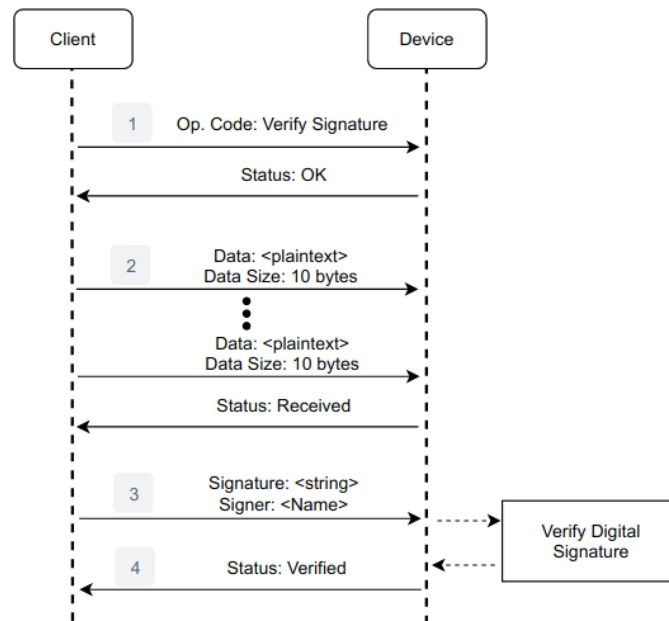 Client
Device
1
Op. Code: Verify Signature
Status: OK
2
Data: <plaintext>
Data Size: 10 bytes
Data: <plaintext>
Data Size: 10 bytes
Status: Received
3
Signature: <string>
Signer: <Name>
Verify Digital
Signature
4
Status: Verified